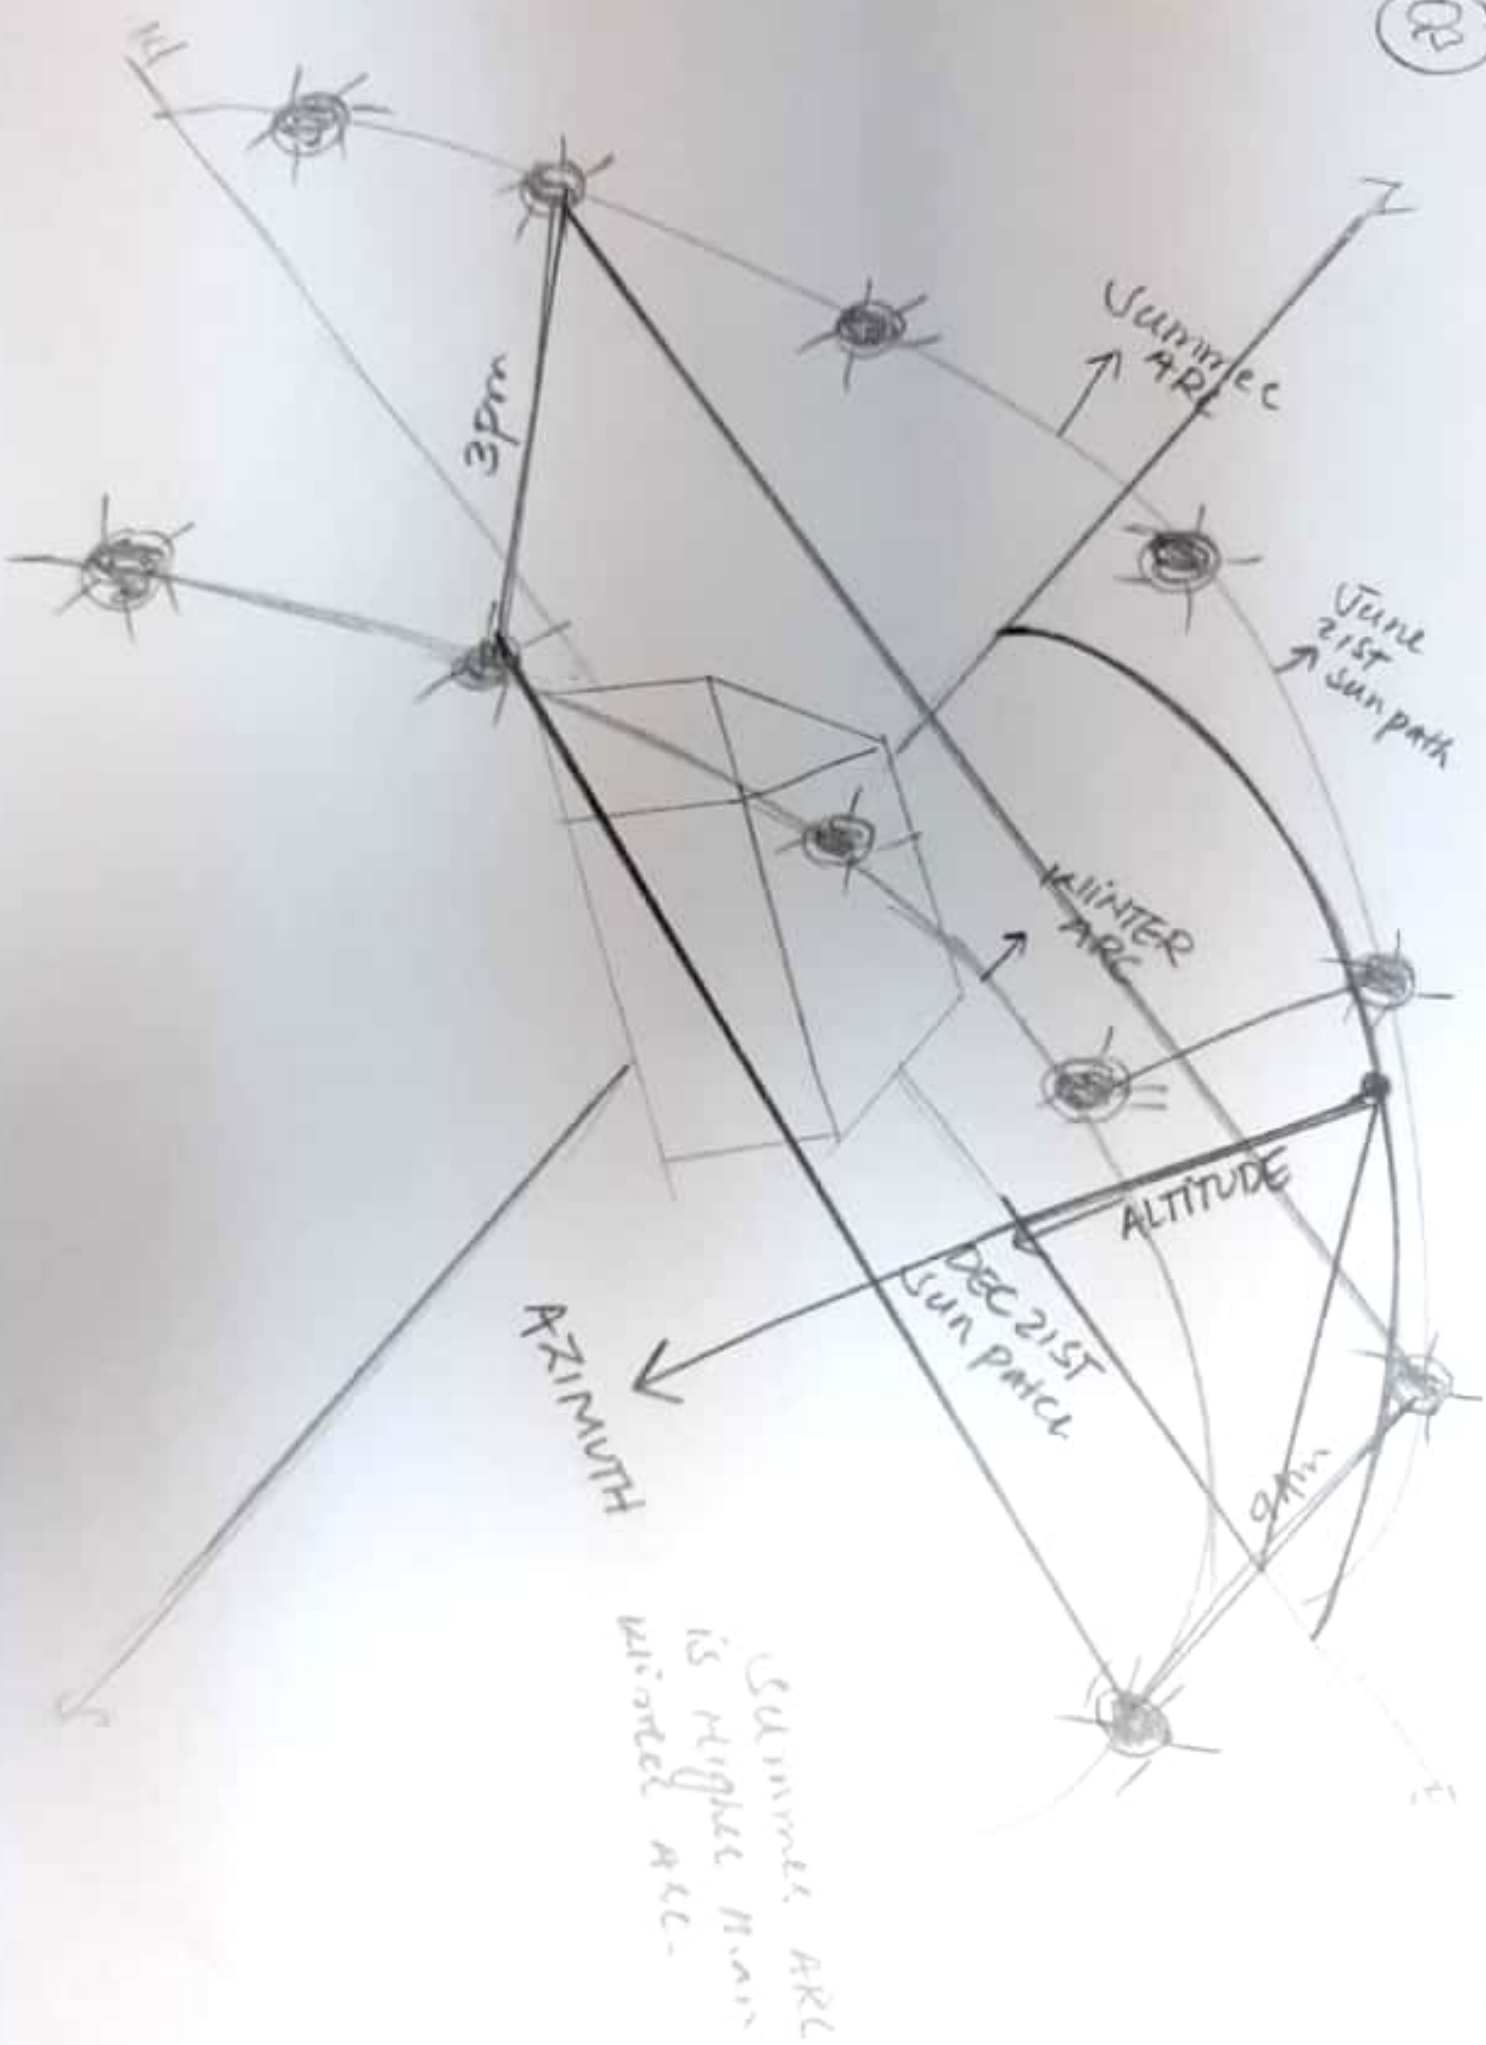 N
Summer
ARC
3pm
June
21ST
sun path
WINTER
ARC
ALTITUDE
DEC 21ST
sun patch
AZIMUTH
9Am
S
E
Summer ARC
is Higher than
winter ARC.